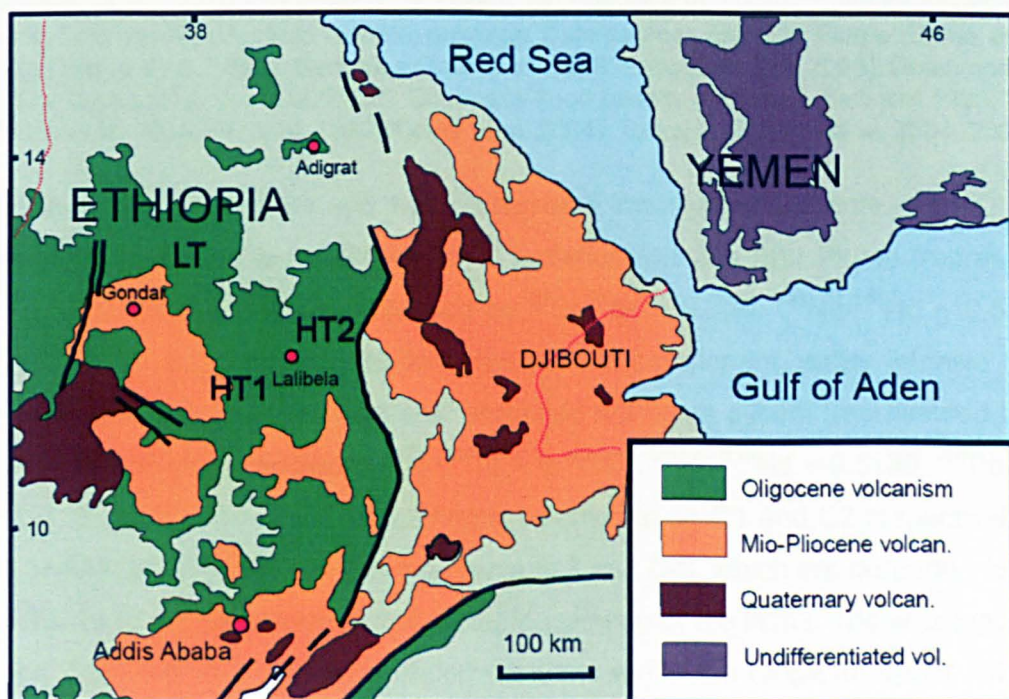 38
46
Red Sea
14
Adigrat
YEMEN
ETHIOPIA
LT
Gondar
HT2
Lalibela
HT1
DJIBOUTI
Gulf of Aden
10
Addis Ababa
100 km
Oligocene volcanism
Mio-Pliocene volcan.
Quaternary volcan.
Undifferentiated vol.